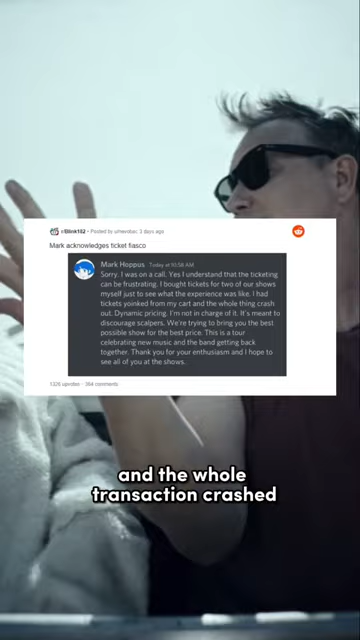 r/Blink182 • Posted by u/revolsac 3 days ago
Mark acknowledges ticket fiasco
Mark Hoppus Today at 10:58 AM
Sorry. I was on a call. Yes I understand that the ticketing
can be frustrating. I bought tickets for two of our shows
myself just to see what the experience was like. I had
tickets yoinked from my cart and the whole thing crash
out. Dynamic pricing. I'm not in charge of it. It's meant to
discourage scalpers. We're trying to bring you the best
possible show for the best price. This is a tour
celebrating new music and the band getting back
together. Thank you for your enthusiasm and I hope to
see all of you at the shows.
1326 upvotes • 394 comments
and the whole
transaction crashed